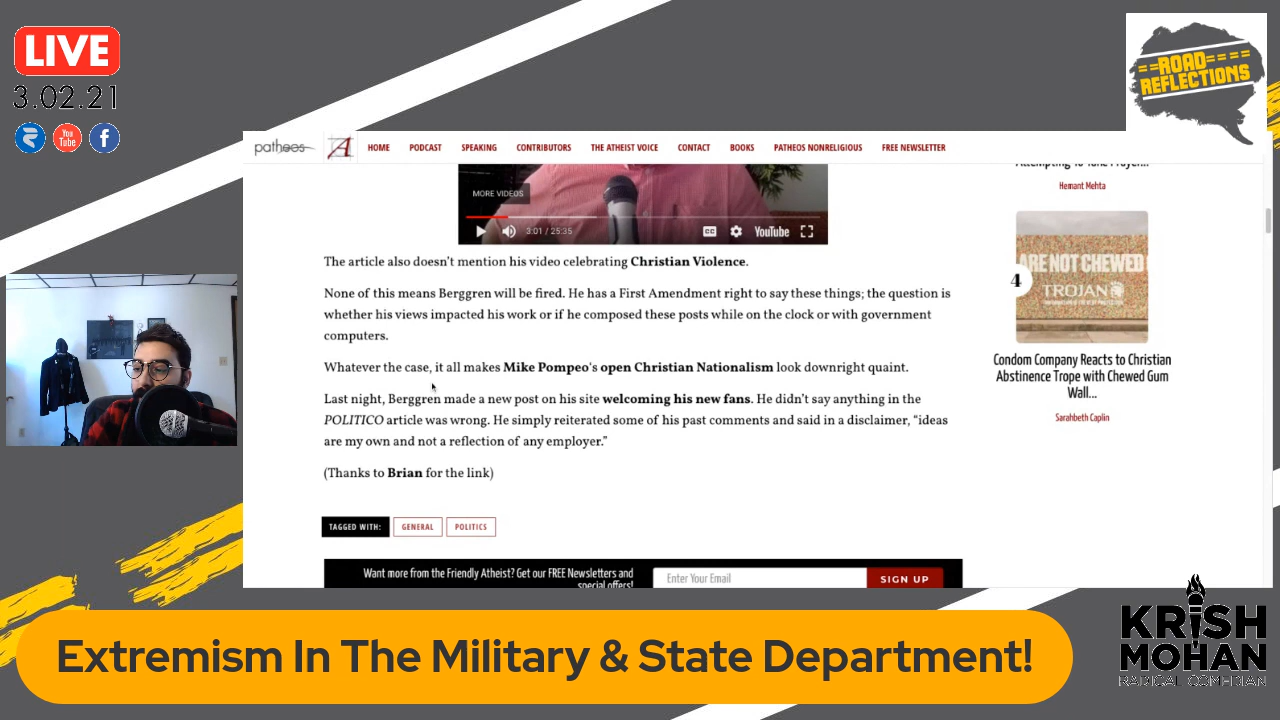 LIVE
3.02.21
You
Tube
f
==ROAD====
==REFLECTIONS
patheos
A
HOME PODCAST SPEAKING CONTRIBUTORS THE ATHEIST VOICE CONTACT BOOKS PATHEOS NONRELIGIOUS FREE NEWSLETTER
MORE VIDEOS
3:01 / 25:35
CC
YouTube
The article also doesn't mention his video celebrating Christian Violence.
None of this means Berggren will be fired. He has a First Amendment right to say these things; the question is
whether his views impacted his work or if he composed these posts while on the clock or with government
computers.
Whatever the case, it all makes Mike Pompeo's open Christian Nationalism look downright quaint.
Last night, Berggren made a new post on his site welcoming his new fans. He didn't say anything in the
POLITICO article was wrong. He simply reiterated some of his past comments and said in a disclaimer, "ideas
are my own and not a reflection of any employer."
(Thanks to Brian for the link)
TAGGED WITH: GENERAL POLITICS
Want more from the Friendly Atheist? Get our FREE Newsletters and
special offers!
Enter Your Email
SIGN UP
Hemant Mehta
ARE NOT CHEWED
TROJAN
4
Condom Company Reacts to Christian
Abstinence Trope with Chewed Gum
Wall...
Sarahbeth Caplin
Extremism In The Military & State Department!
KRISH
MOHAN
RADICAL COMEDIAN